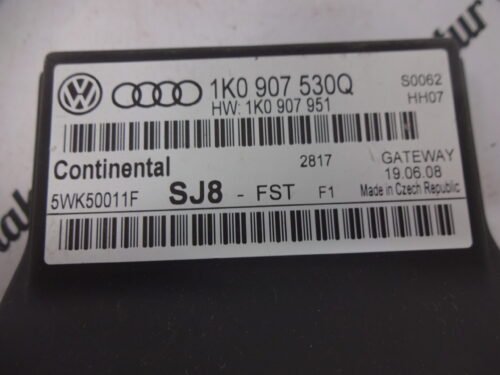 1K0 907 530Q S0062
HW: 1K0 907 951 HH07
Continental 2817 GATEWAY
5WK50011F SJ8 - FST F1 19.06.08
Made in Czech Republic